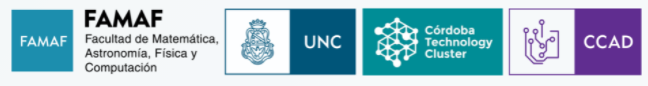 FAMAF
FAMAF
Facultad de Matemática,
Astronomía, Física y
Computación
UNC
Córdoba
Technology
Cluster
CCAD